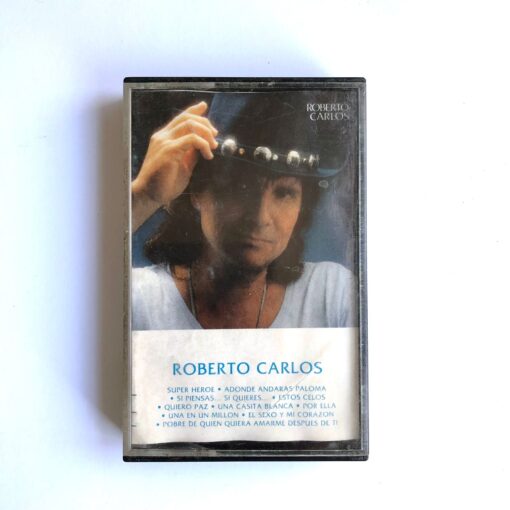 ROBERTO
CARLOS
ROBERTO CARLOS
SUPER HEROE • ADONDE ANDARAS PALOMA
• SI PIENSAS... SI QUIERES... • ESTOS CELOS
• QUIERO PAZ • UNA CASITA BLANCA • POR ELLA
• UNA EN UN MILLON • EL SEXO Y MI CORAZON
• POBRE DE QUIEN QUIERA AMARME DESPUES DE TI